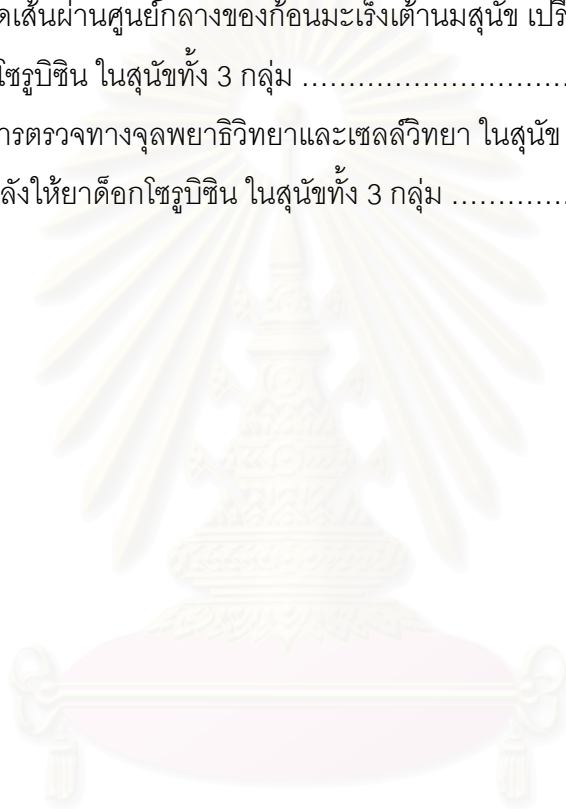 ดเส้นผ่านศูนย์กลางของก้อนมะเร็งเต้านมสุนัข เปรี
โซรูบิซิน ในสุนัขทั้ง 3 กลุ่ม ……………………………
ารตรวจทางจุลพยาธิวิทยาและเซลล์วิทยา ในสุนัข
ลังให้ยาด็อกโซรูบิซิน ในสุนัขทั้ง 3 กลุ่ม ……………